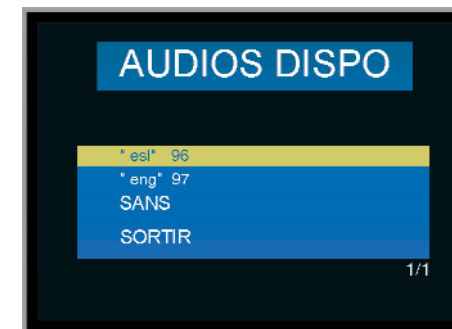 AUDIOS DISPO
"esl" 96
"eng" 97
SANS
SORTIR
1/1